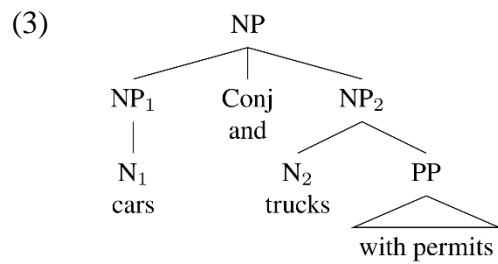 (3) NP
NP₁ Conj NP₂
and
N₁ N₂ PP
cars trucks
with permits